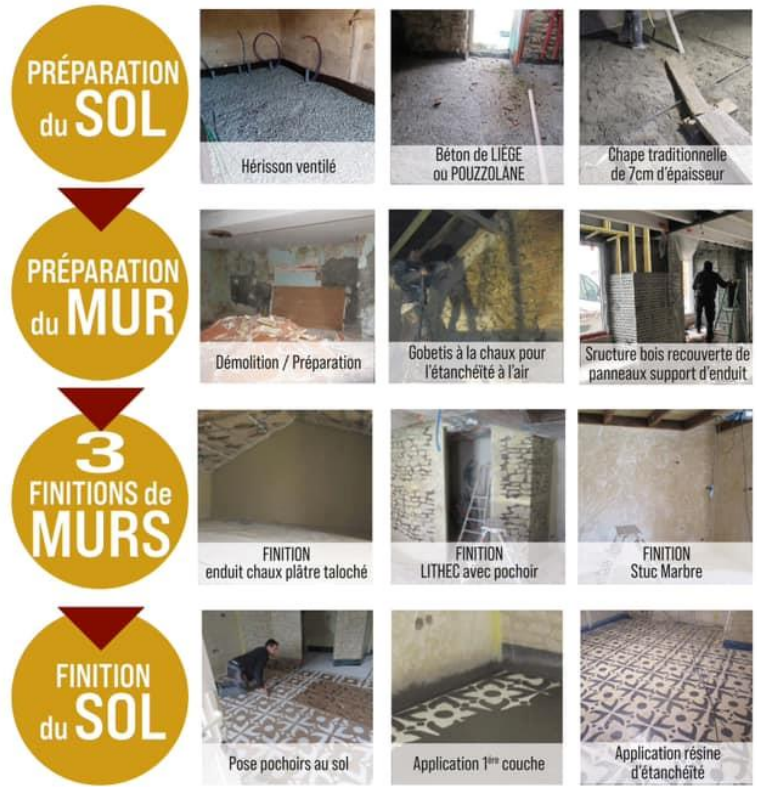 PRÉPARATION
du SOL
Hérisson ventilé
Béton de LIÈGE
ou POUZZOLANE
Chape traditionnelle
de 7cm d'épaisseur
PRÉPARATION
du MUR
Démolition / Préparation
Gobetis à la chaux pour
l'étanchéïté à l'air
Sructure bois recouverte de
panneaux support d'enduit
3
FINITIONS de
MURS
FINITION
enduit chaux plâtre taloché
FINITION
LITHEC avec pochoir
FINITION
Stuc Marbre
FINITION
du SOL
Pose pochoirs au sol
Application 1ère couche
Application résine
d'étanchéïté